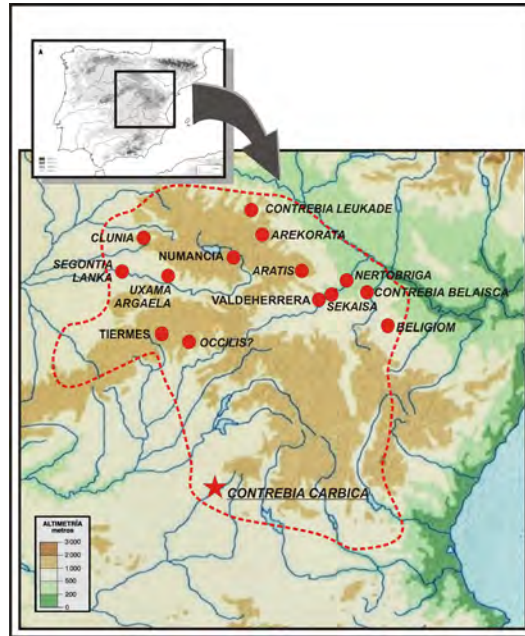 CONTREBIA LEUKADE
CLUNIA
AREKORATA
NUMANCIA
SEGONTIA
LANKA
ARATIS
NERTOBRIGA
UXAMA
ARGAELA
VALDEHERRERA
SEKAISA
CONTREBIA BELAISCA
BELIGIOM
TIERMES
OCCILIS?
CONTREBIA CARBICA
ALTIMETRÍA
metros
3000
2000
1000
500
200
0